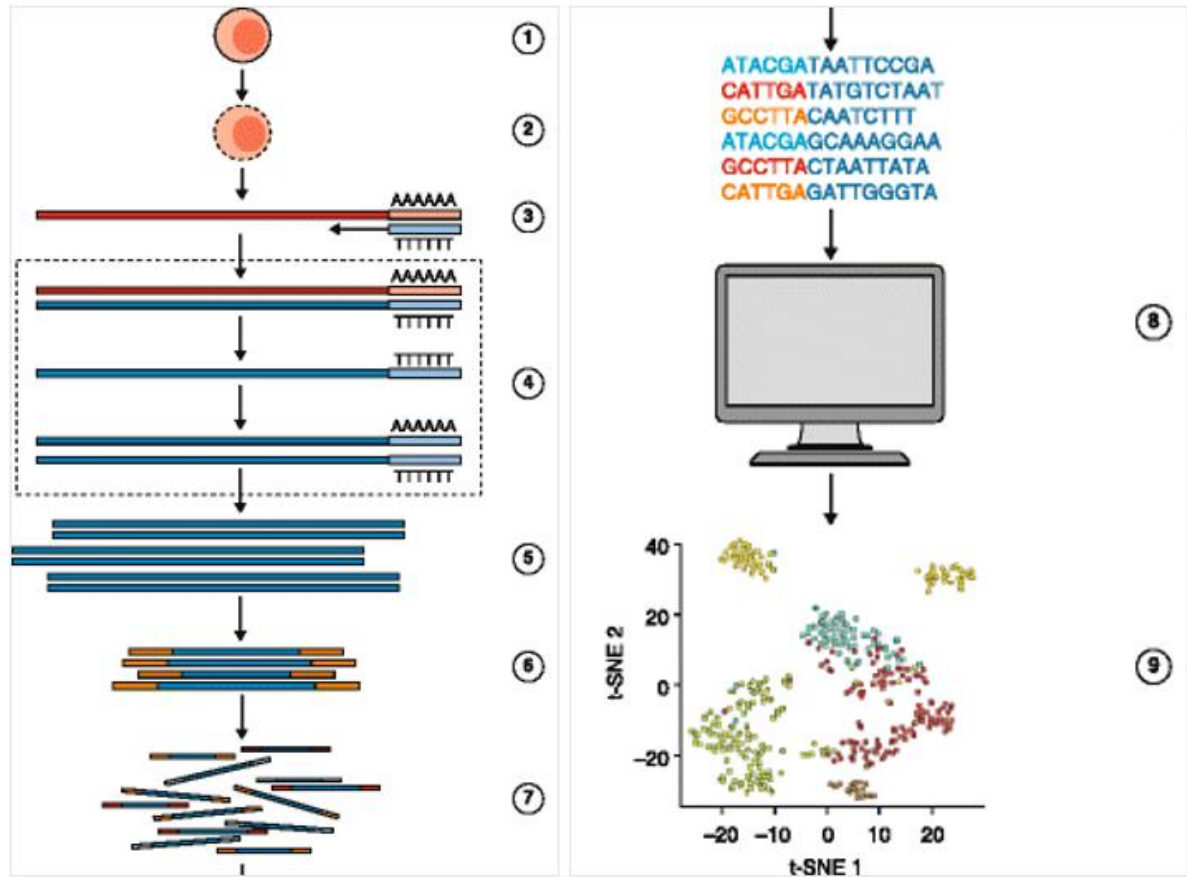 ①
②
AAAAAA
③
TTTTTT
AAAAAA
TTTTTT
TTTTTT
④
AAAAAA
TTTTTT
⑤
⑥
⑦
ATACGATAATTCCGA
CATTGATATGTCTAAT
GCCTTACAATCTTT
ATACGAGCAAAGGAA
GCCTTACTAATTATA
CATTGAGATTGGGTA
⑧
40
20
0
−20
t-SNE 2
⑨
−20 −10 0 10 20
t-SNE 1